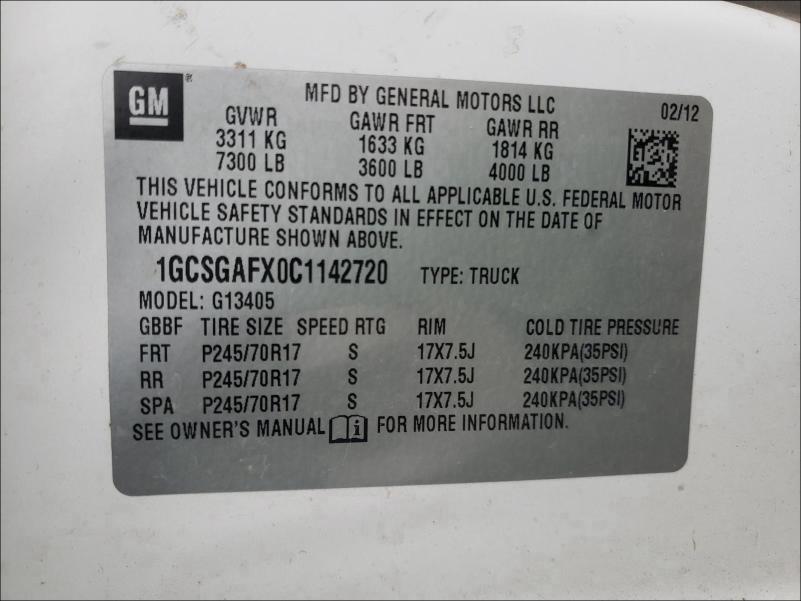 GM ®
MFD BY GENERAL MOTORS LLC
02/12
GVWR GAWR FRT GAWR RR
3311 KG 1633 KG 1814 KG
7300 LB 3600 LB 4000 LB
THIS VEHICLE CONFORMS TO ALL APPLICABLE U.S. FEDERAL MOTOR
VEHICLE SAFETY STANDARDS IN EFFECT ON THE DATE OF
MANUFACTURE SHOWN ABOVE.
1GCSGAFX0C1142720 TYPE: TRUCK
MODEL: G13405
GBBF TIRE SIZE SPEED RTG RIM COLD TIRE PRESSURE
FRT P245/70R17 S 17X7.5J 240KPA(35PSI)
RR P245/70R17 S 17X7.5J 240KPA(35PSI)
SPA P245/70R17 S 17X7.5J 240KPA(35PSI)
SEE OWNER'S MANUAL i FOR MORE INFORMATION.